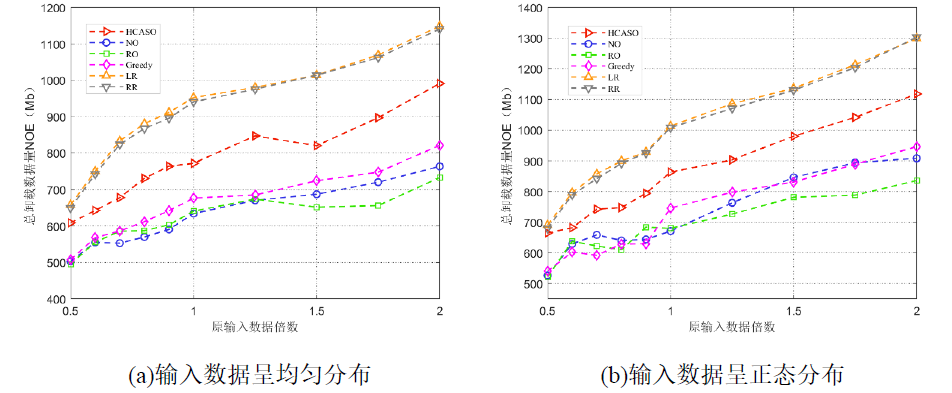 1200
1100
1000
900
800
700
600
500
400
0.5
1
1.5
2
总卸载数据量NOE（Mb）
原输入数据倍数
HCASO
NO
RO
Greedy
LR
RR
(a)输入数据呈均匀分布
1400
1300
1200
1100
1000
900
800
700
600
500
400
0.5
1
1.5
2
总卸载数据量NOE（Mb）
原输入数据倍数
HCASO
NO
RO
Greedy
LR
RR
(b)输入数据呈正态分布